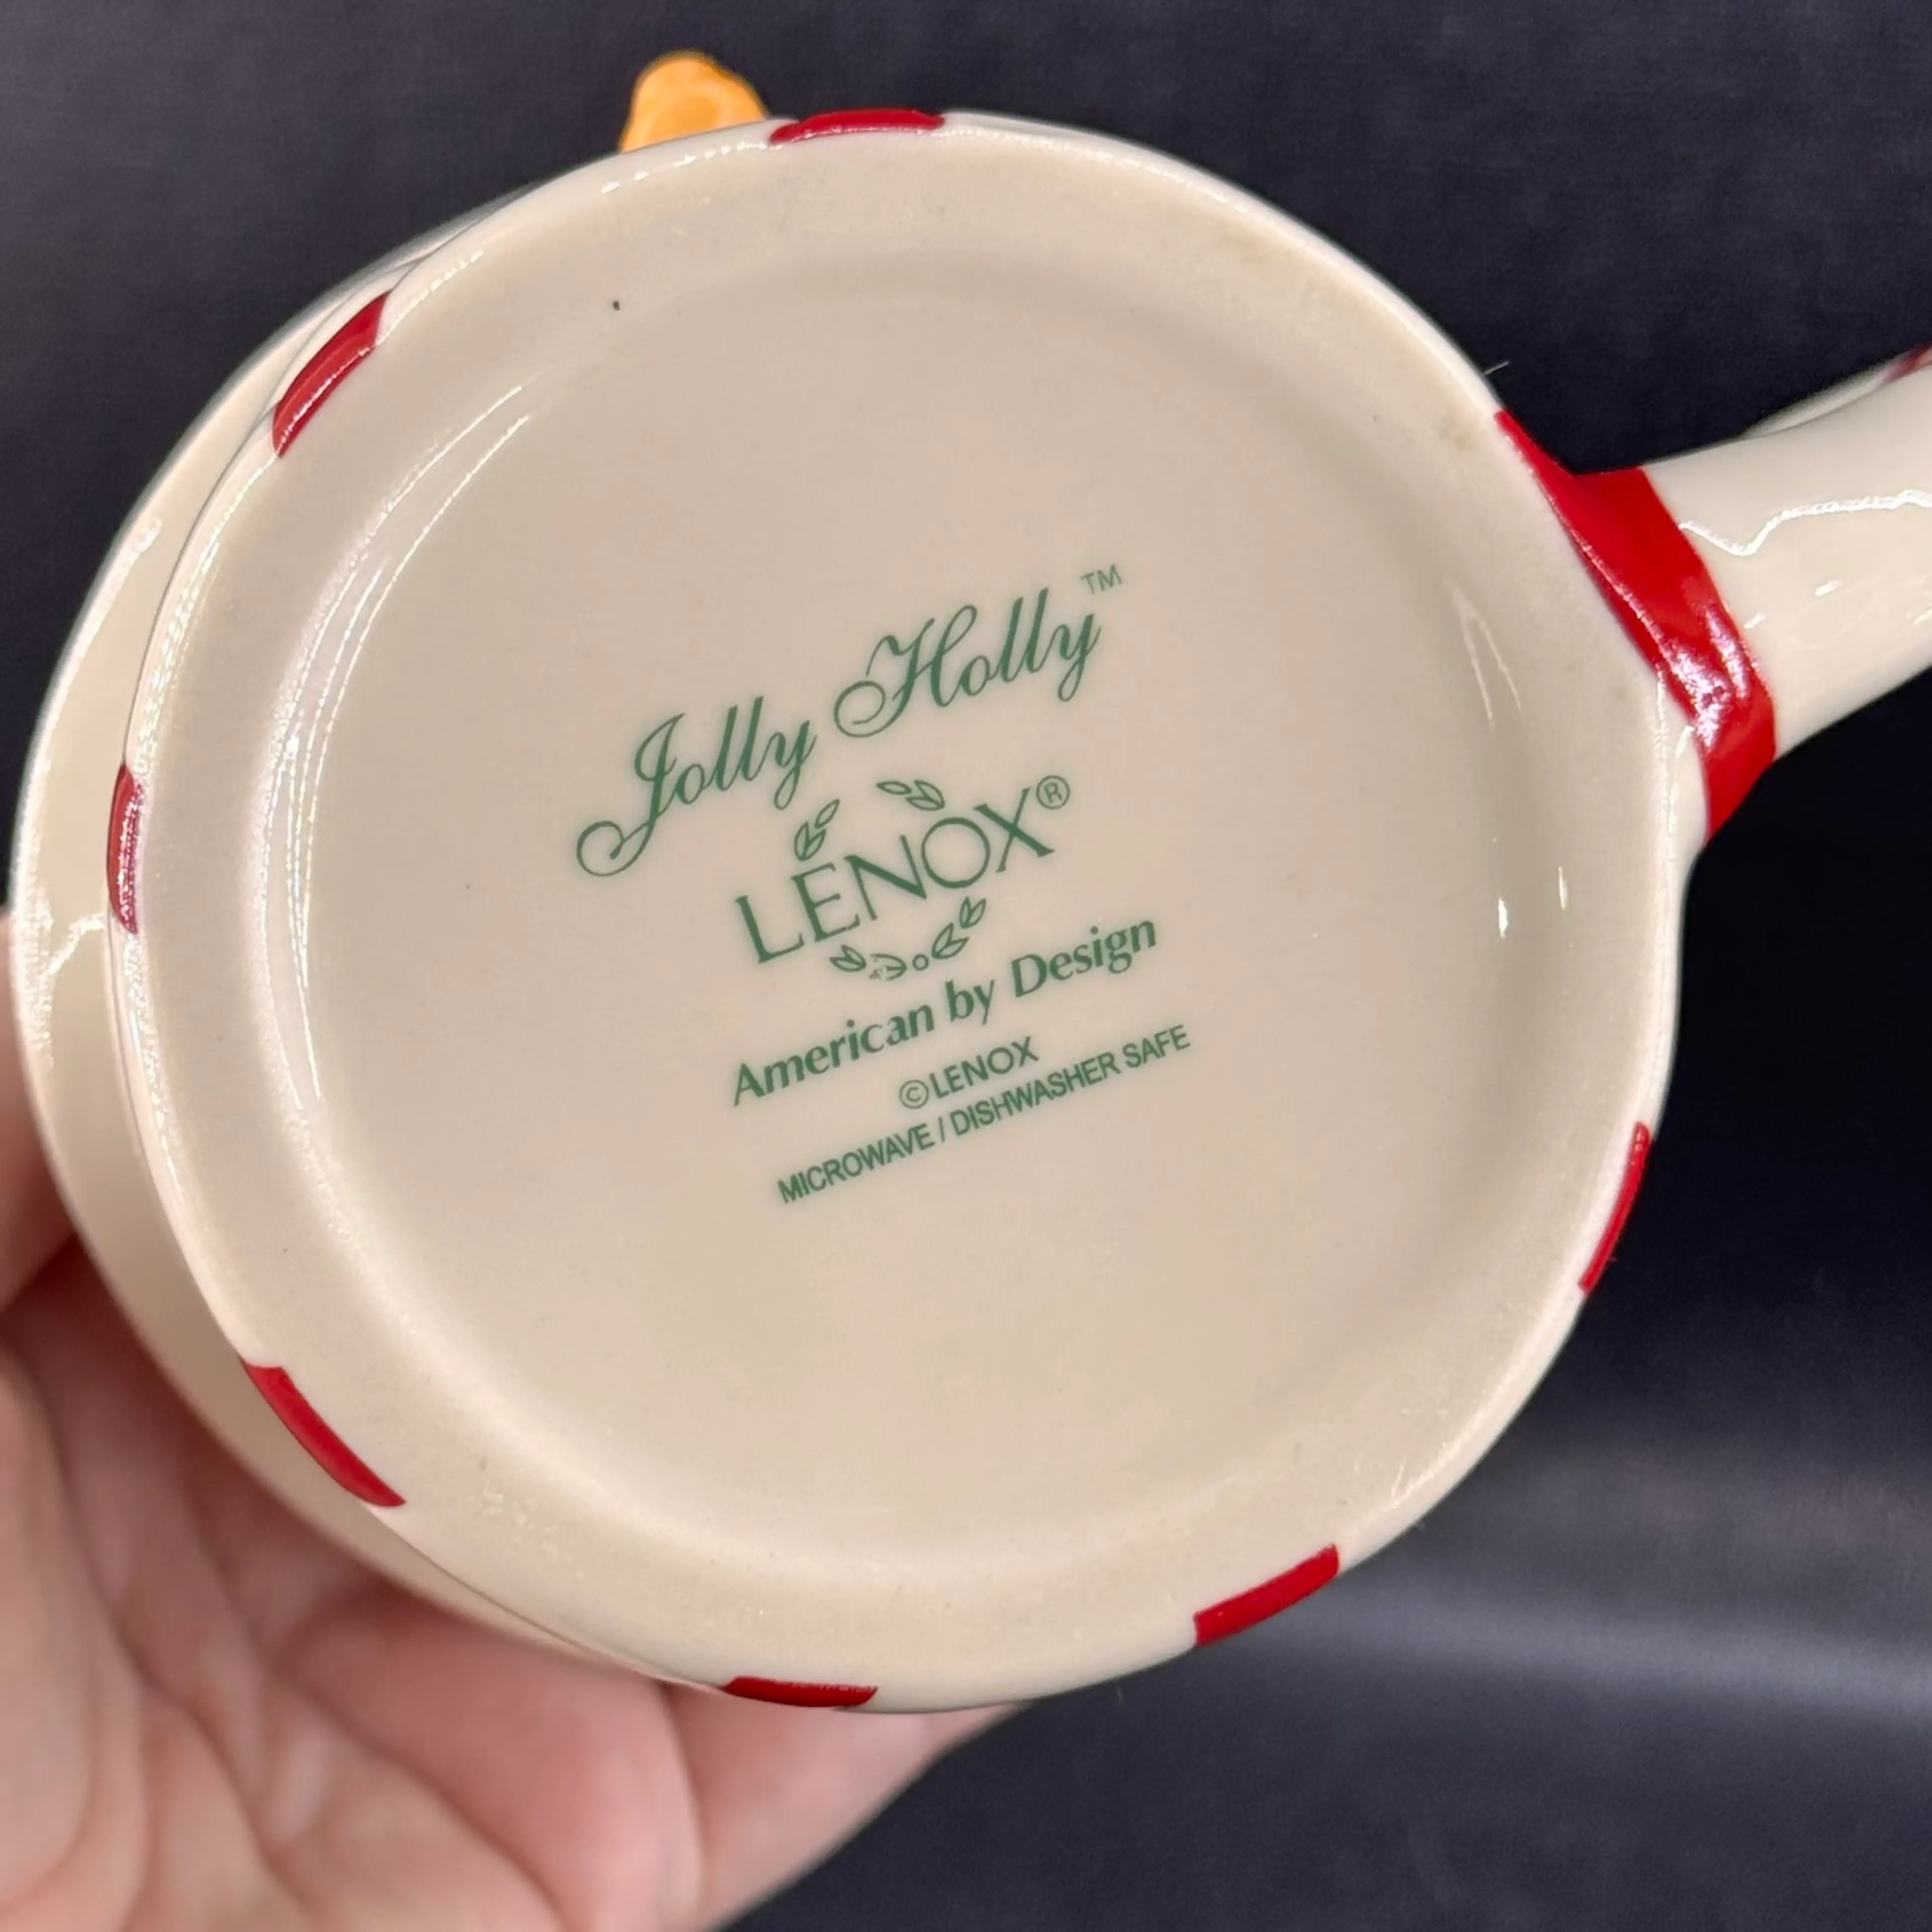 Jolly Holly™
LENOX®
American by Design
©LENOX
MICROWAVE / DISHWASHER SAFE